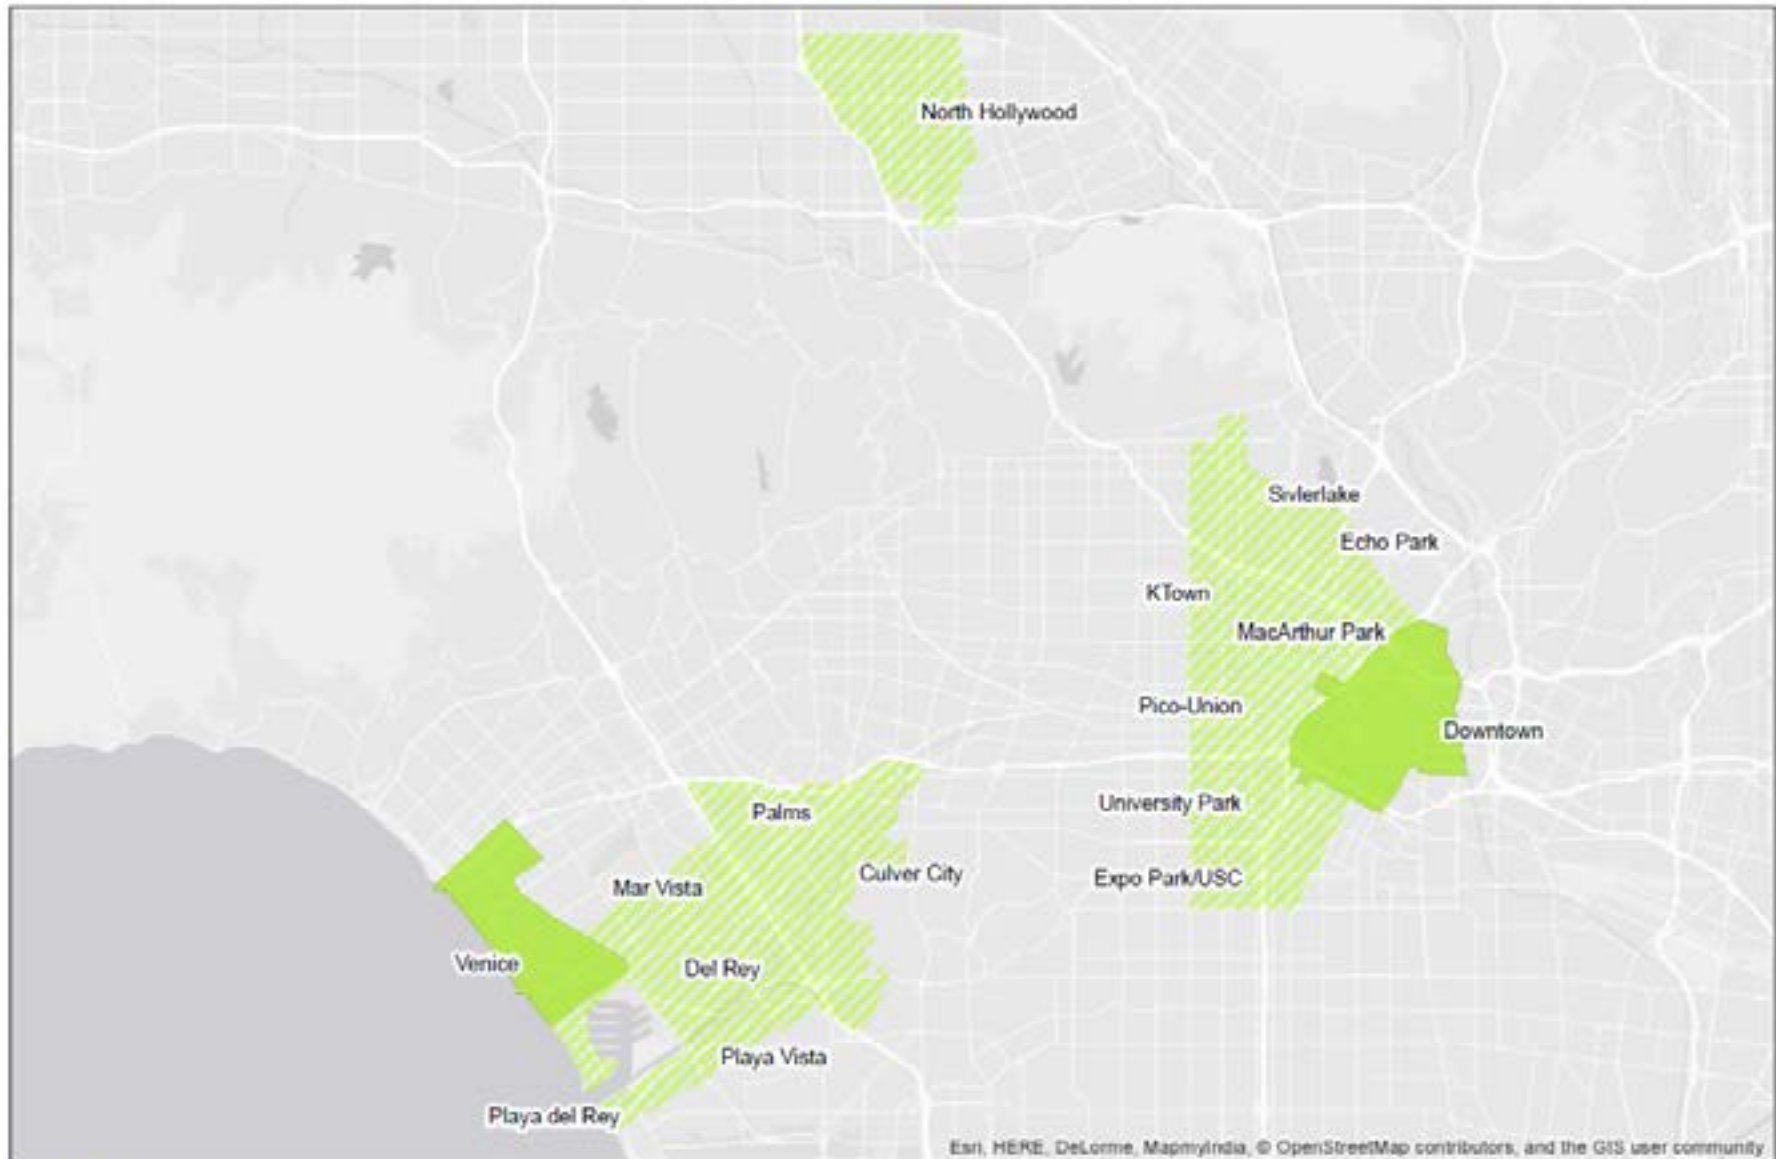 North Hollywood
Sivlerlake
Echo Park
KTown
MacArthur Park
Pico-Union
Downtown
University Park
Palms
Culver City
Expo Park/USC
Mar Vista
Venice
Del Rey
Playa Vista
Playa del Rey
Esri, HERE, DeLorme, MapmyIndia, © OpenStreetMap contributors, and the GIS user community